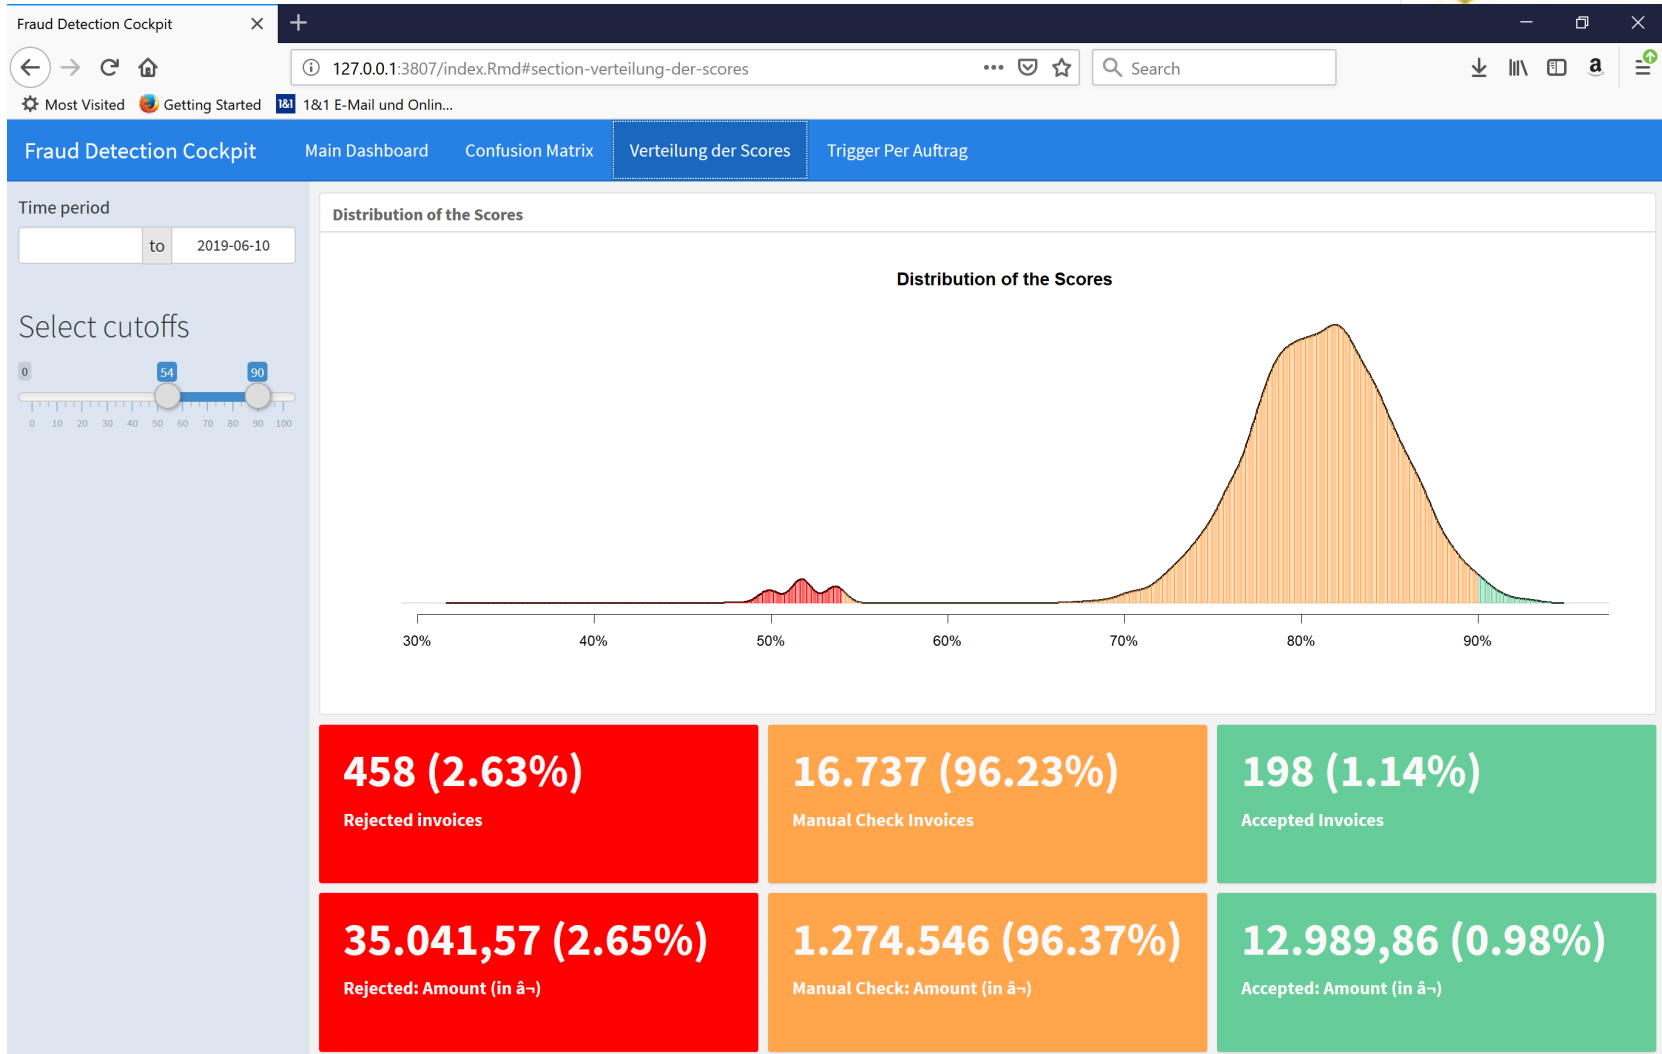 Fraud Detection Cockpit
127.0.0.1:3807/index.Rmd#section-verteilung-der-scores
Search
Most Visited
Getting Started
1&1
1&1 E-Mail und Onlin...
Fraud Detection Cockpit
Main Dashboard
Confusion Matrix
Verteilung der Scores
Trigger Per Auftrag
Time period
to
2019-06-10
Select cutoffs
0
54
90
0 10 20 30 40 50 60 70 80 90 100
Distribution of the Scores
Distribution of the Scores
30% 40% 50% 60% 70% 80% 90%
458 (2.63%)
Rejected invoices
16.737 (96.23%)
Manual Check Invoices
198 (1.14%)
Accepted Invoices
35.041,57 (2.65%)
Rejected: Amount (in â¬)
1.274.546 (96.37%)
Manual Check: Amount (in â¬)
12.989,86 (0.98%)
Accepted: Amount (in â¬)